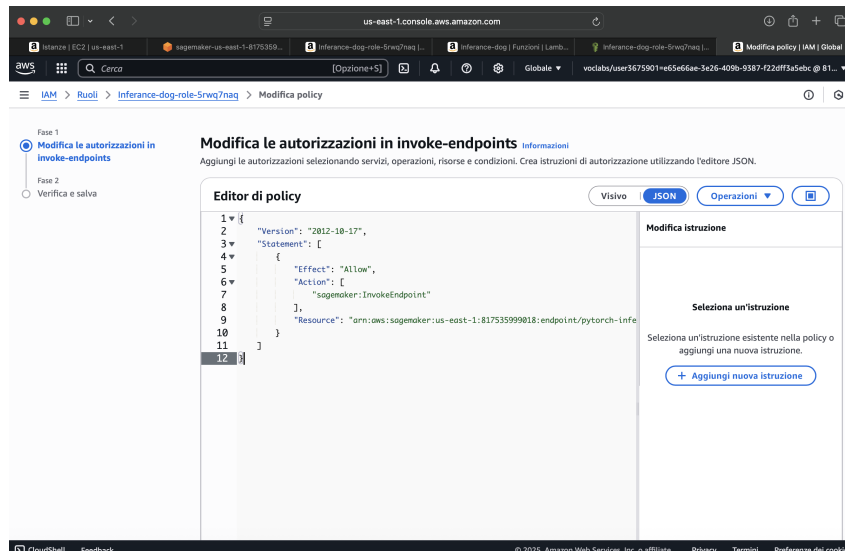 us-east-1.console.aws.amazon.com
Istanze | EC2 | us-east-1
sagemaker-us-east-1-8175359...
Inferance-dog-role-5rwq7naq |...
inferance-dog | Funzioni | Lamb...
Inferance-dog-role-5rwq7naq |...
Modifica policy | IAM | Global
aws
Cerca
[Opzione+S]
Globale
voclabs/user3675901=e65e66ae-3e26-409b-9387-f22dff3a5ebc @ 81...
IAM > Ruoli > Inferance-dog-role-5rwq7naq > Modifica policy
Fase 1
Modifica le autorizzazioni in
invoke-endpoints
Fase 2
Verifica e salva
Modifica le autorizzazioni in invoke-endpoints Informazioni
Aggiungi le autorizzazioni selezionando servizi, operazioni, risorse e condizioni. Crea istruzioni di autorizzazione utilizzando l'editore JSON.
Editor di policy
Visivo
JSON
Operazioni
1 {
2 "Version": "2012-10-17",
3 "Statement": [
4 {
5 "Effect": "Allow",
6 "Action": [
7 "sagemaker:InvokeEndpoint"
8 ],
9 "Resource": "arn:aws:sagemaker:us-east-1:817535999018:endpoint/pytorch-infe
10 }
11 ]
12 }
Modifica istruzione
Seleziona un'istruzione
Seleziona un'istruzione esistente nella policy o
aggiungi una nuova istruzione.
+ Aggiungi nuova istruzione
CloudShell
Feedback
© 2025, Amazon Web Services, Inc. o affiliate.
Privacy
Termini
Preferenze dei cookie